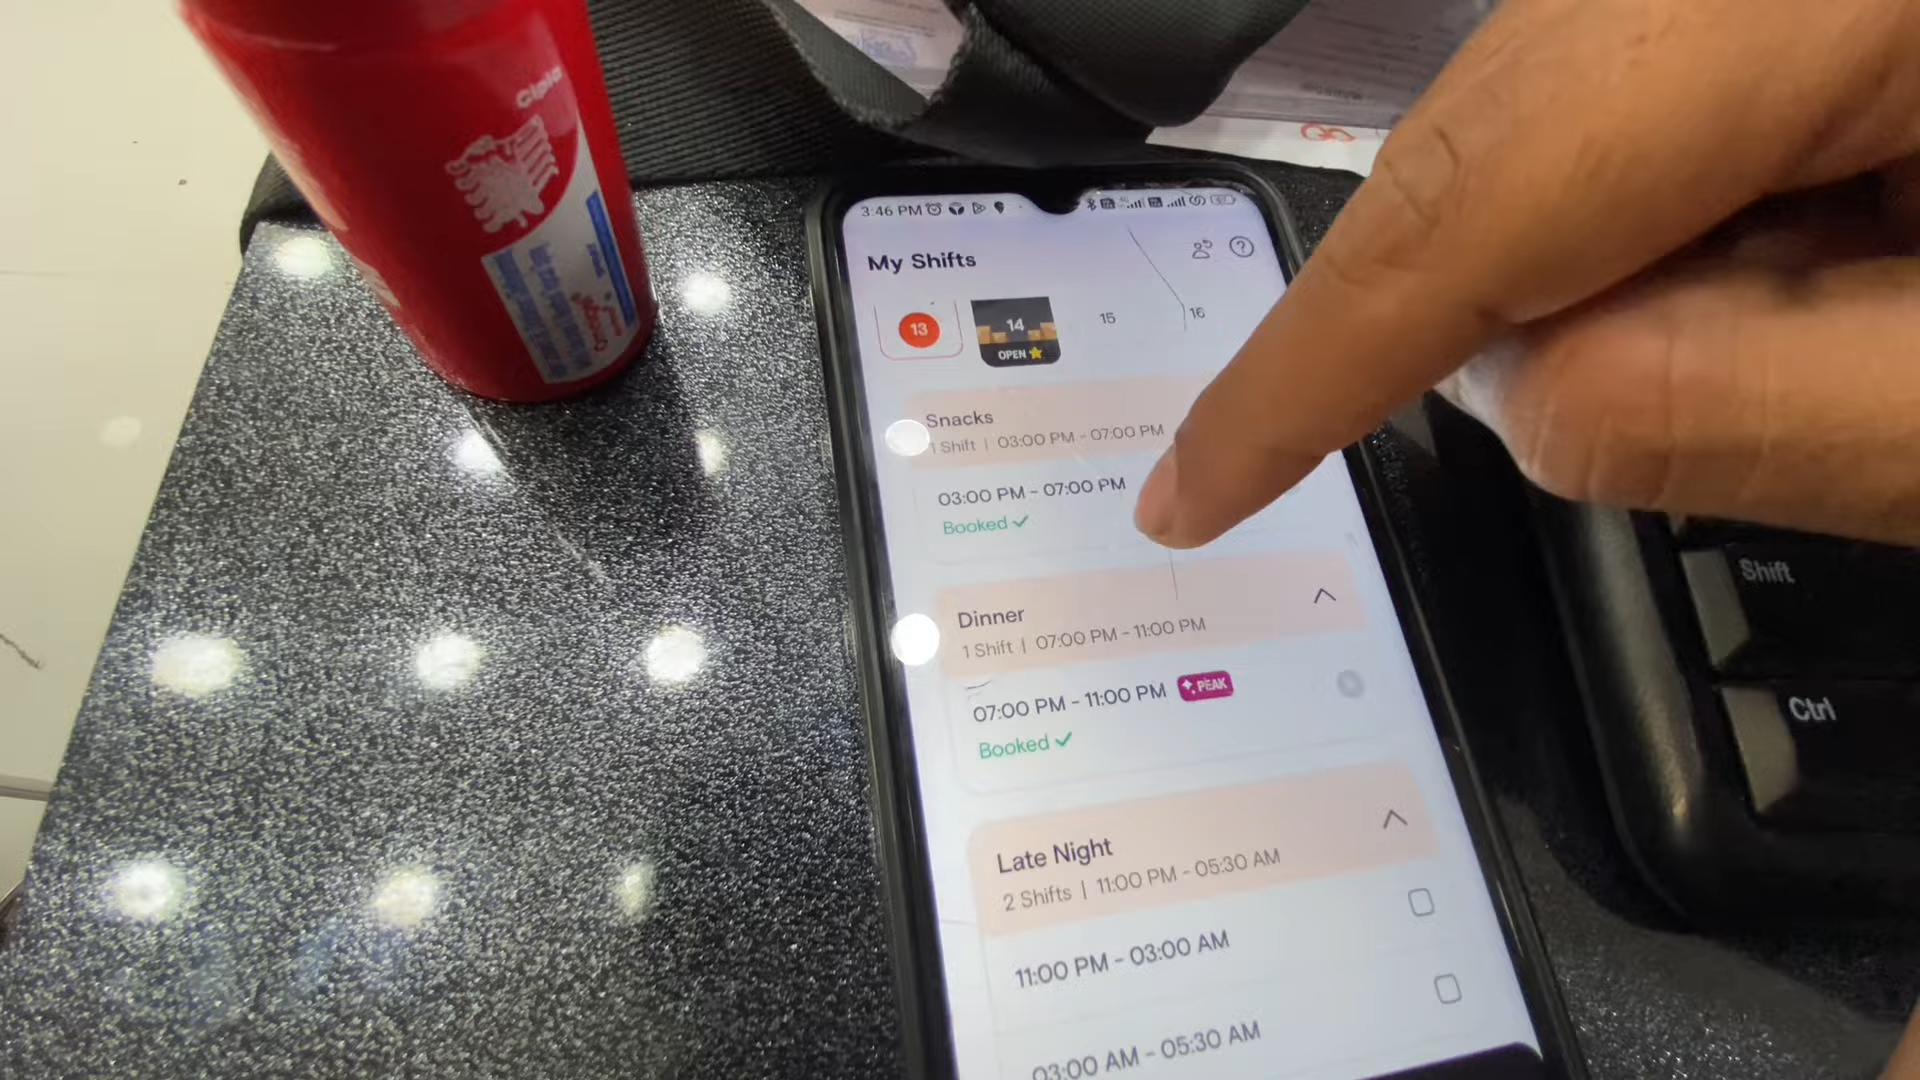 Cipla
3:46 PM
My Shifts
13
14
15
16
OPEN
Snacks
1 Shift | 03:00 PM - 07:00 PM
03:00 PM - 07:00 PM
Booked
Dinner
1 Shift | 07:00 PM - 11:00 PM
07:00 PM - 11:00 PM PEAK
Booked
Late Night
2 Shifts | 11:00 PM - 05:30 AM
11:00 PM - 03:00 AM
03:00 AM - 05:30 AM
Shift
Ctrl